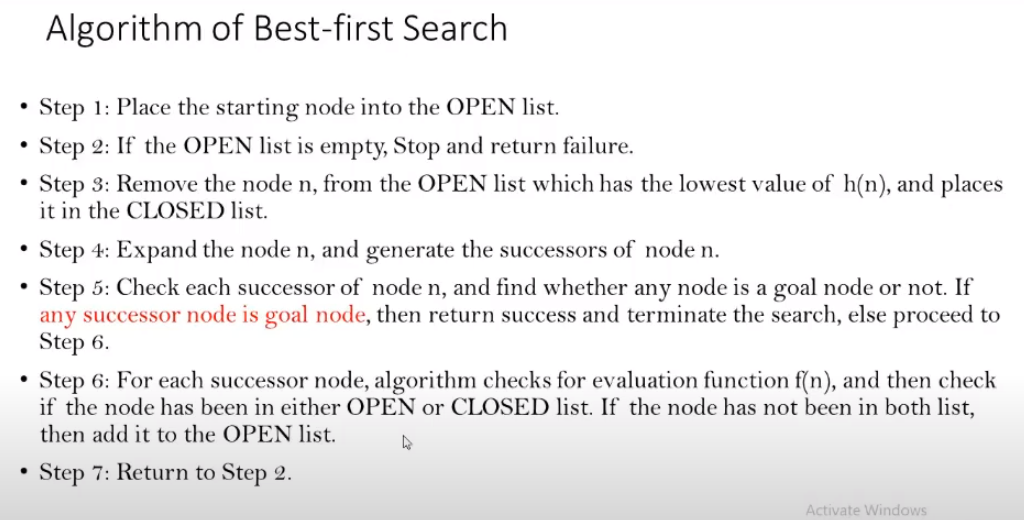 Algorithm of Best-first Search
• Step 1: Place the starting node into the OPEN list.
• Step 2: If the OPEN list is empty, Stop and return failure.
• Step 3: Remove the node n, from the OPEN list which has the lowest value of h(n), and places
it in the CLOSED list.
• Step 4: Expand the node n, and generate the successors of node n.
• Step 5: Check each successor of node n, and find whether any node is a goal node or not. If
any successor node is goal node, then return success and terminate the search, else proceed to
Step 6.
• Step 6: For each successor node, algorithm checks for evaluation function f(n), and then check
if the node has been in either OPEN or CLOSED list. If the node has not been in both list,
then add it to the OPEN list.
• Step 7: Return to Step 2.
Activate Windows